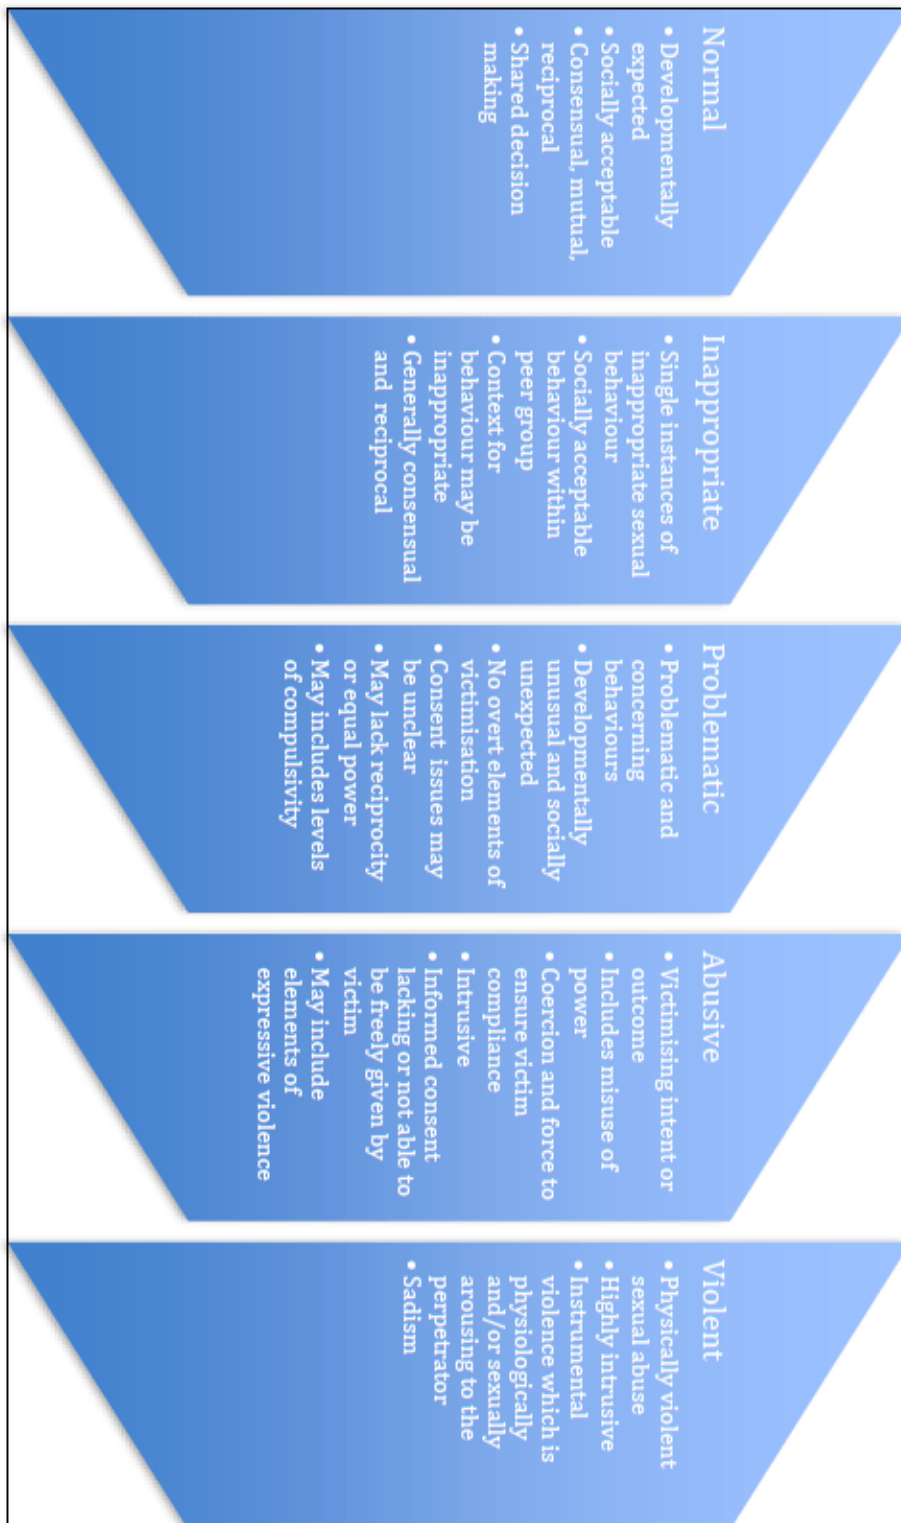 Normal
• Developmentally
expected
• Socially acceptable
• Consensual, mutual,
reciprocal
• Shared decision
making
Inappropriate
• Single instances of
inappropriate sexual
behaviour
• Socially acceptable
behaviour within
peer group
• Context for
behaviour may be
inappropriate
• Generally consensual
and reciprocal
Problematic
• Problematic and
concerning
behaviours
• Developmentally
unusual and socially
unexpected
• No overt elements of
victimisation
• Consent issues may
be unclear
• May lack reciprocity
or equal power
• May includes levels
of compulsivity
Abusive
• Victimising intent or
outcome
• Includes misuse of
power
• Coercion and force to
ensure victim
compliance
• Intrusive
• Informed consent
lacking or not able to
be freely given by
victim
• May include
elements of
expressive violence
Violent
• Physically violent
sexual abuse
• Highly intrusive
• Instrumental
violence which is
physiologically
and/or sexually
arousing to the
perpetrator
• Sadism